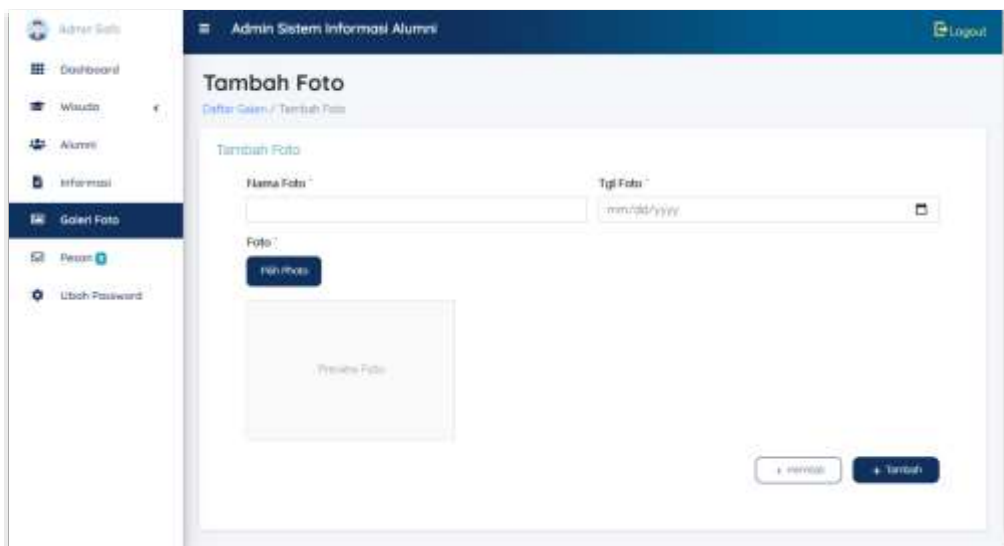 Admin Sistem Informasi Alumni
Logout
Dashboard
Wisuda
Alumni
Informasi
Galeri Foto
Pesan
Ubah Password
Tambah Foto
Daftar Galeri / Tambah Foto
Tambah Foto
Nama Foto *
Tgl Foto *
mm/dd/yyyy
Foto *
Pilih Photo
Preview Foto
Kembali
+ Tambah